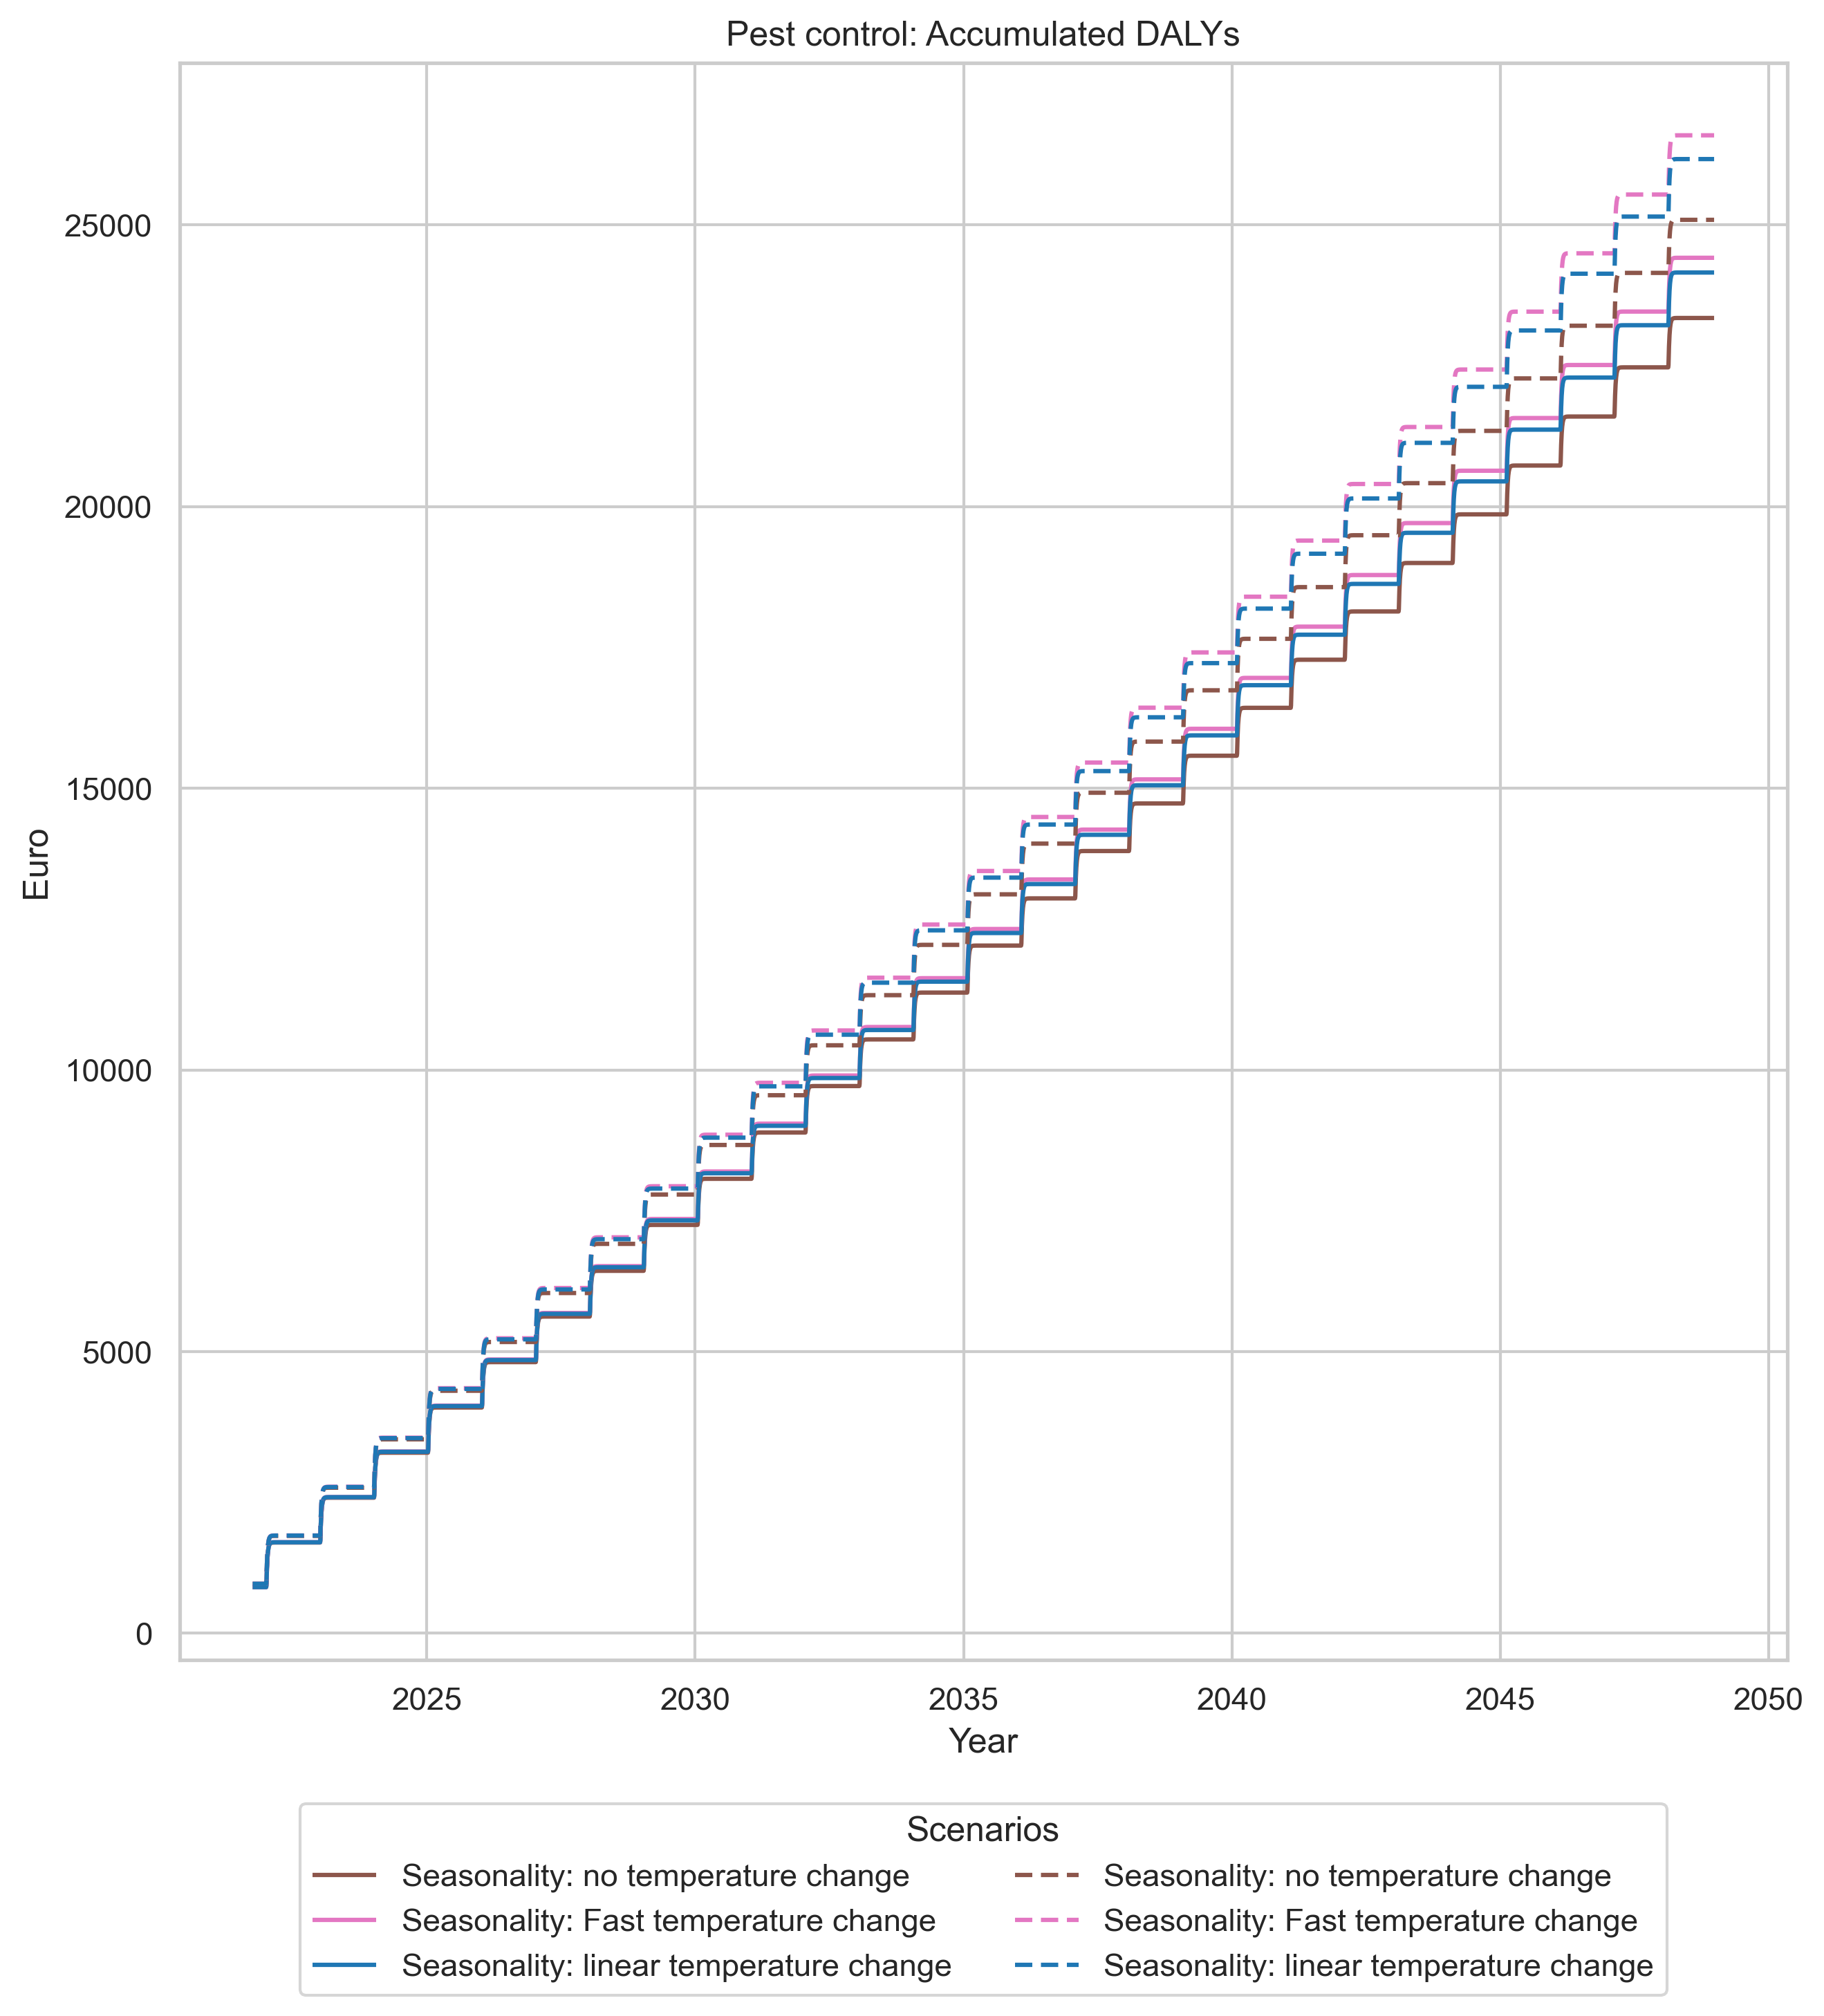 Pest control: Accumulated DALYs
25000
20000
15000
10000
5000
0
Euro
2025 2030 2035 2040 2045 2050
Year
Scenarios
Seasonality: no temperature change Seasonality: no temperature change
Seasonality: Fast temperature change Seasonality: Fast temperature change
Seasonality: linear temperature change Seasonality: linear temperature change